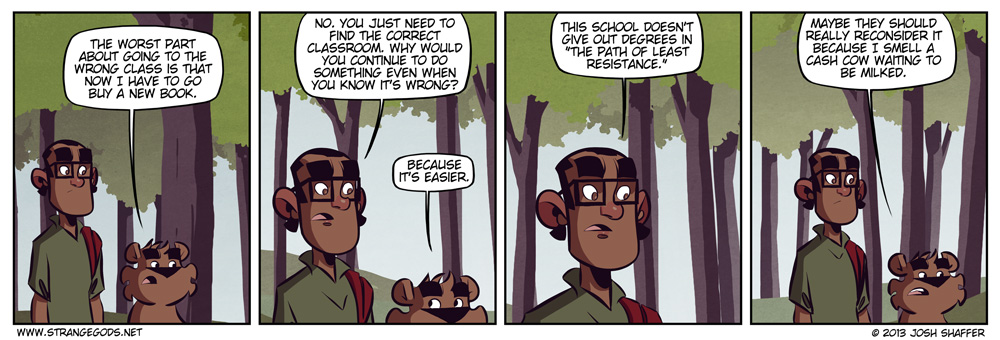 THE WORST PART
ABOUT GOING TO THE
WRONG CLASS IS THAT
NOW I HAVE TO GO
BUY A NEW BOOK.
NO. YOU JUST NEED TO
FIND THE CORRECT
CLASSROOM. WHY WOULD
YOU CONTINUE TO DO
SOMETHING EVEN WHEN
YOU KNOW IT'S WRONG?
BECAUSE
IT'S EASIER.
THIS SCHOOL DOESN'T
GIVE OUT DEGREES IN
"THE PATH OF LEAST
RESISTANCE."
MAYBE THEY SHOULD
REALLY RECONSIDER IT
BECAUSE I SMELL A
CASH COW WAITING TO
BE MILKED.
WWW.STRANGEGODS.NET
© 2013 JOSH SHAFFER